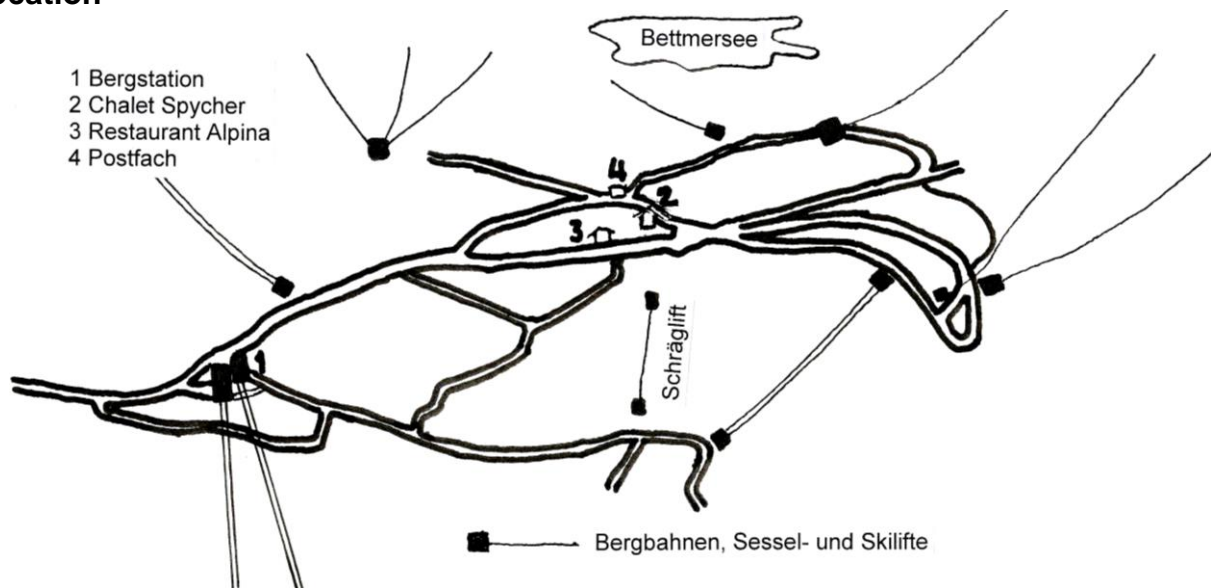 Bettmersee
1 Bergstation
2 Chalet Spycher
3 Restaurant Alpina
4 Postfach
4
2
3
1
Schräglift
Bergbahnen, Sessel- und Skilifte